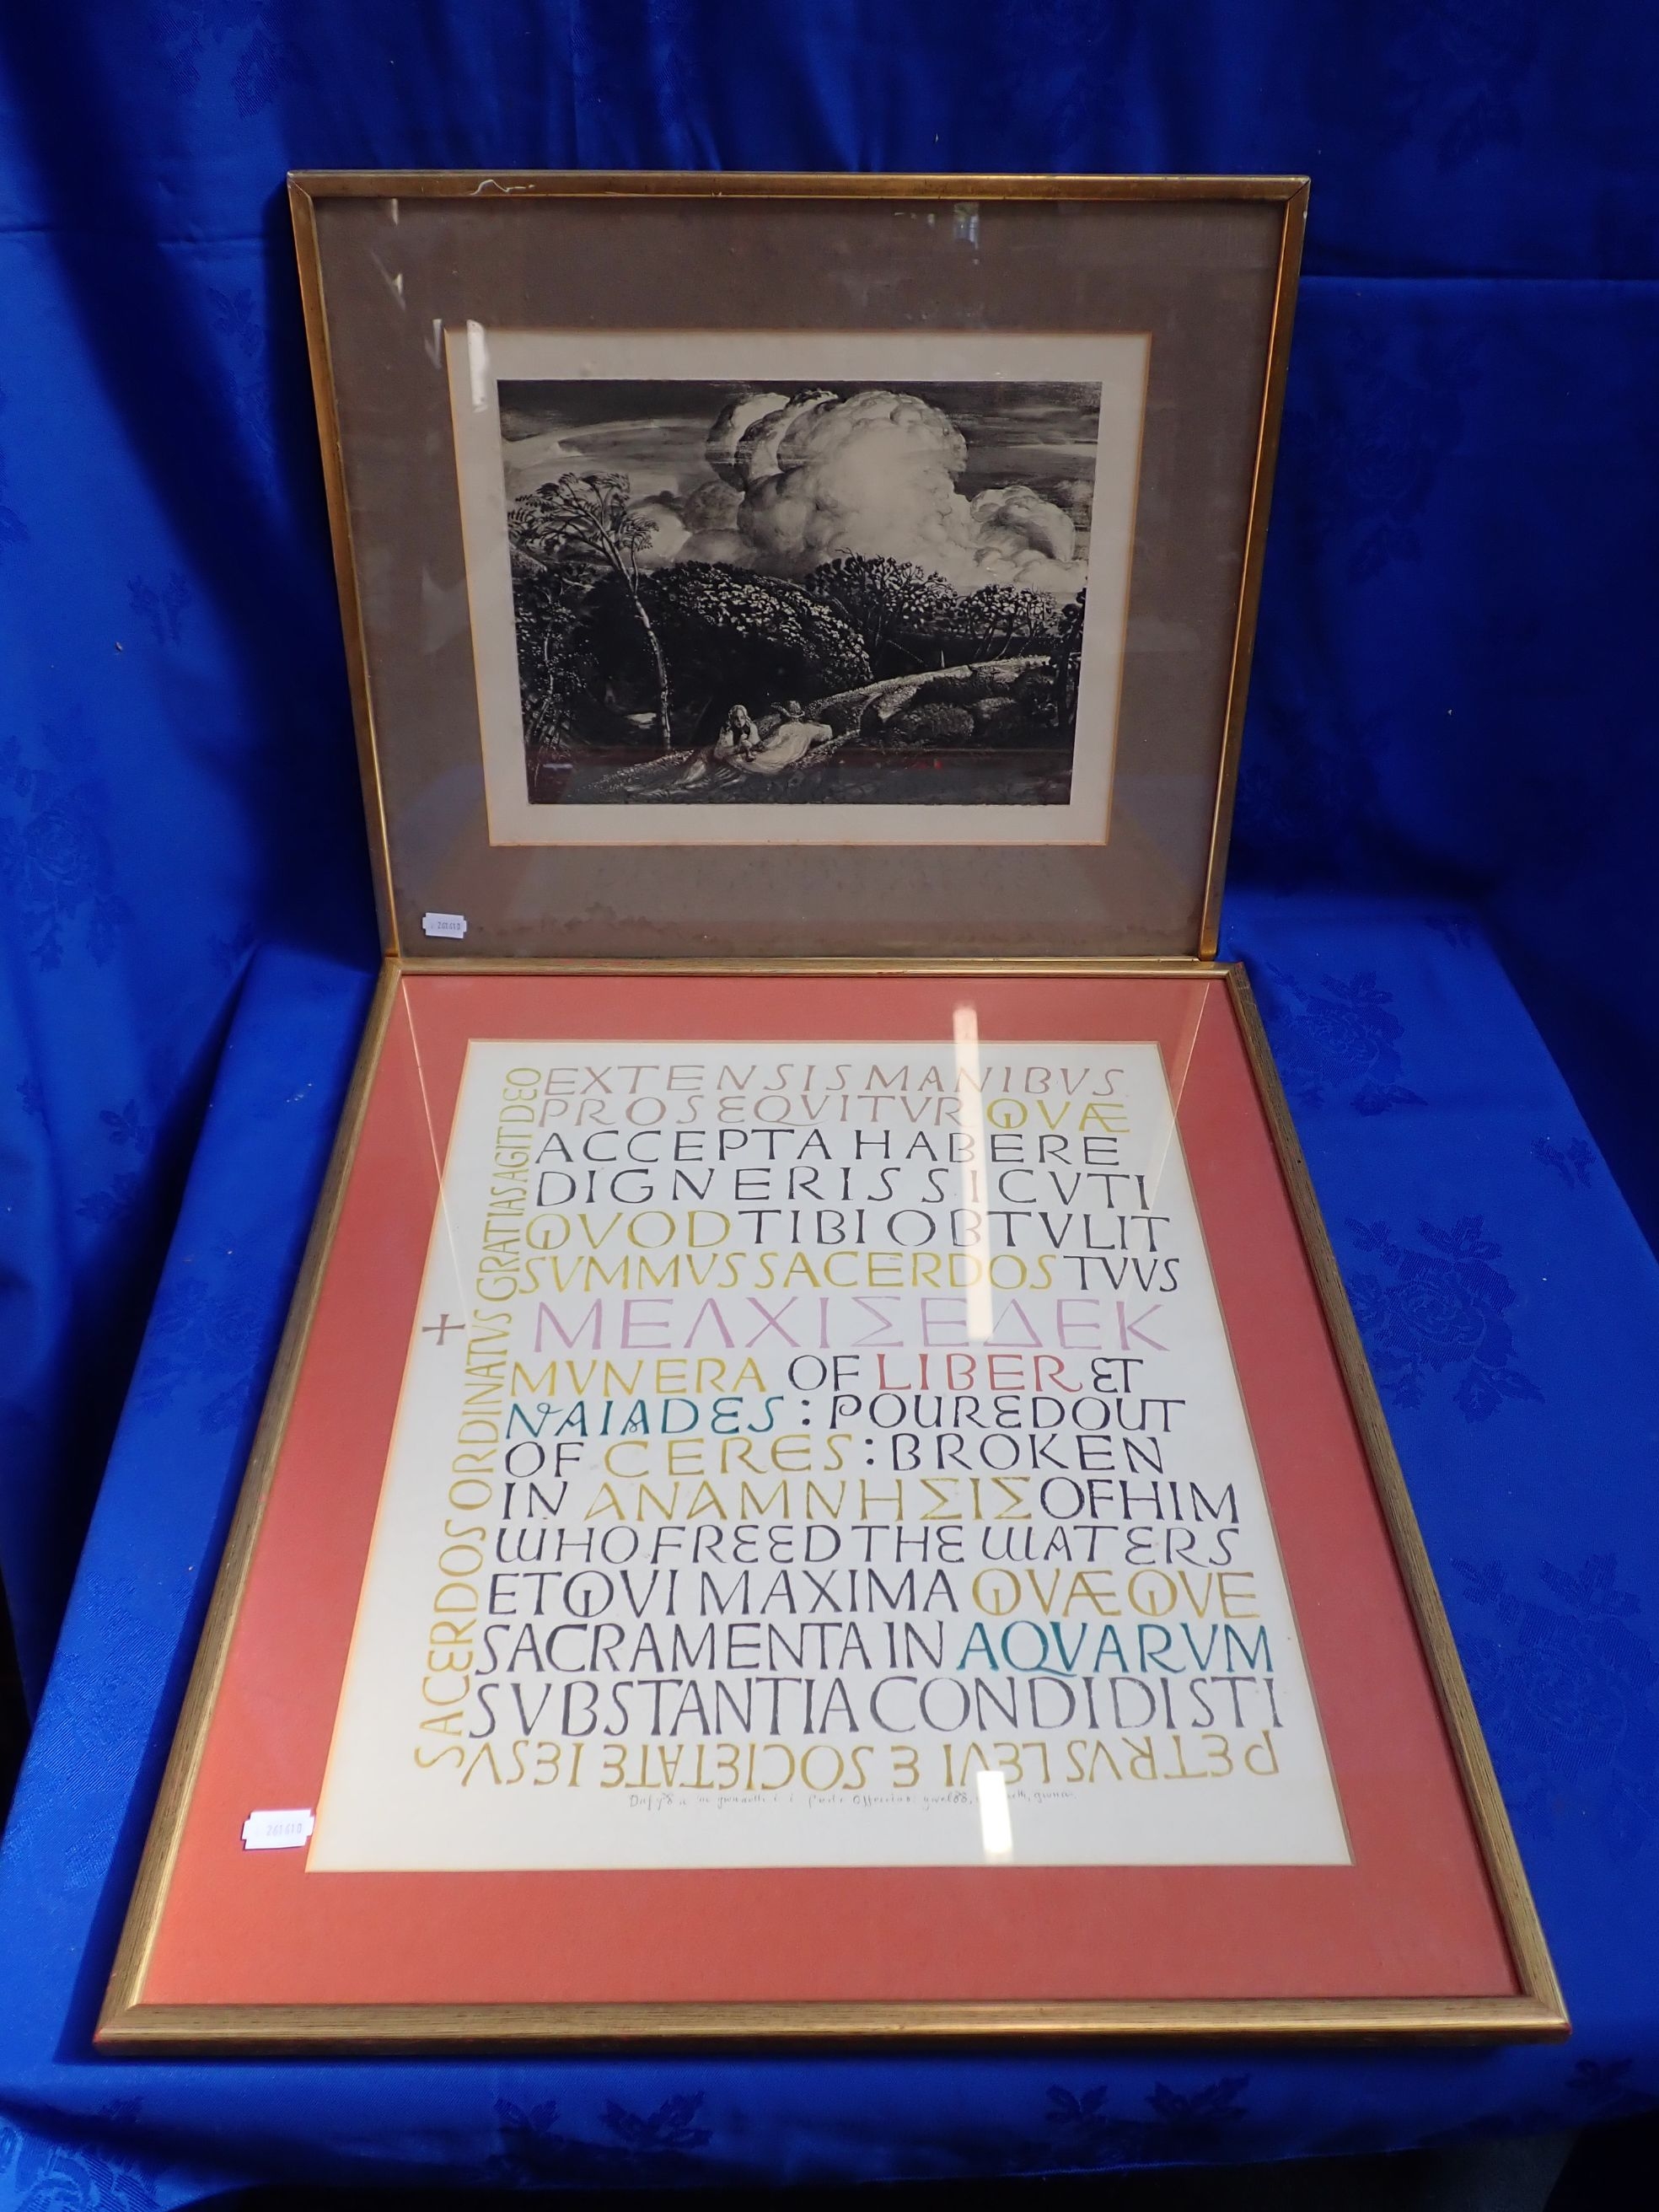 EXTENSIS MANIBVS
PROSEQVITVR QVÆ
ACCEPTA HABERE
DIGNERIS SICVTI
QVOD TIBI OBTVLIT
SVMMVS SACERDOS TVVS
ΜΕΛΧΙΣΕΔΕΚ
MVNERA OF LIBER ET
NAIADES : POURED OUT
OF CERES : BROKEN
IN ΑΝΑΜΝΗΣΙΣ OF HIM
WHO FREED THE WATERS
ET QVI MAXIMA QVÆQVE
SACRAMENTA IN AQVARVM
SVBSTANTIA CONDIDISTI
PETRVS LEVI E SOCIETATE IESV
SACERDOS ORDINATVS GRATIAS AGIT DEO